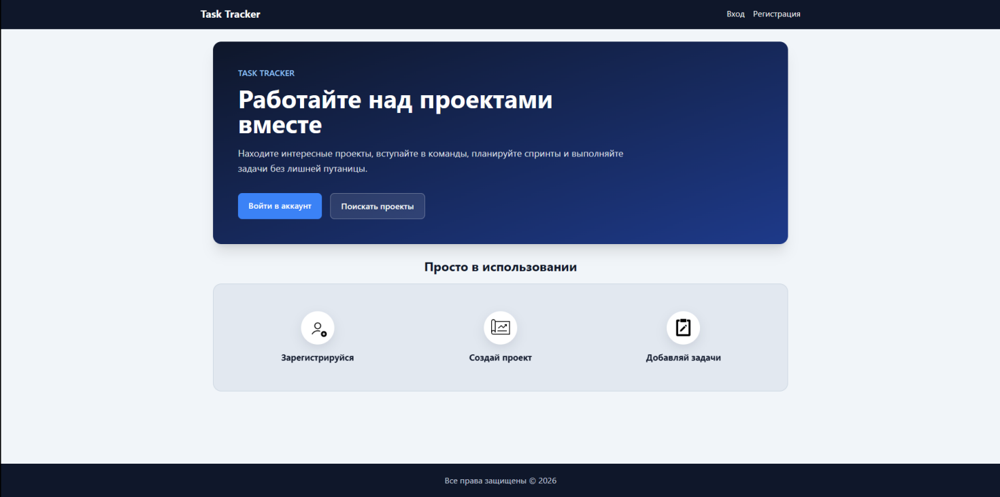 Task Tracker
Вход
Регистрация
TASK TRACKER
Работайте над проектами
вместе
Находите интересные проекты, вступайте в команды, планируйте спринты и выполняйте
задачи без лишней путаницы.
Войти в аккаунт
Поискать проекты
Просто в использовании
Зарегистрируйся
Создай проект
Добавляй задачи
Все права защищены © 2026